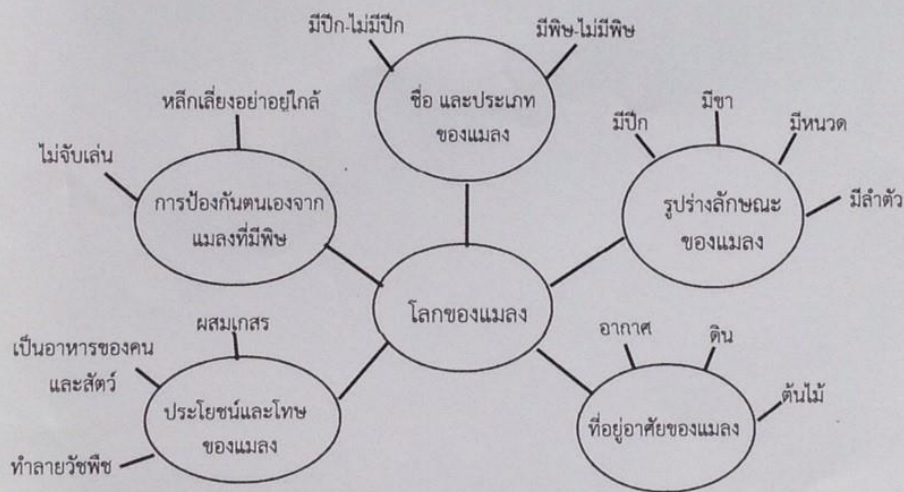 มีปีก-ไม่มีปีก
มีพิษ-ไม่มีพิษ
ชื่อ และประเภท
ของแมลง
หลีกเลี่ยงอย่าอยู่ใกล้
ไม่จับเล่น
การป้องกันตนเองจาก
แมลงที่มีพิษ
มีปีก
มีขา
มีหนวด
มีลำตัว
รูปร่างลักษณะ
ของแมลง
โลกของแมลง
ผสมเกสร
เป็นอาหารของคน
และสัตว์
ทำลายวัชพืช
ประโยชน์และโทษ
ของแมลง
อากาศ
ดิน
ต้นไม้
ที่อยู่อาศัยของแมลง